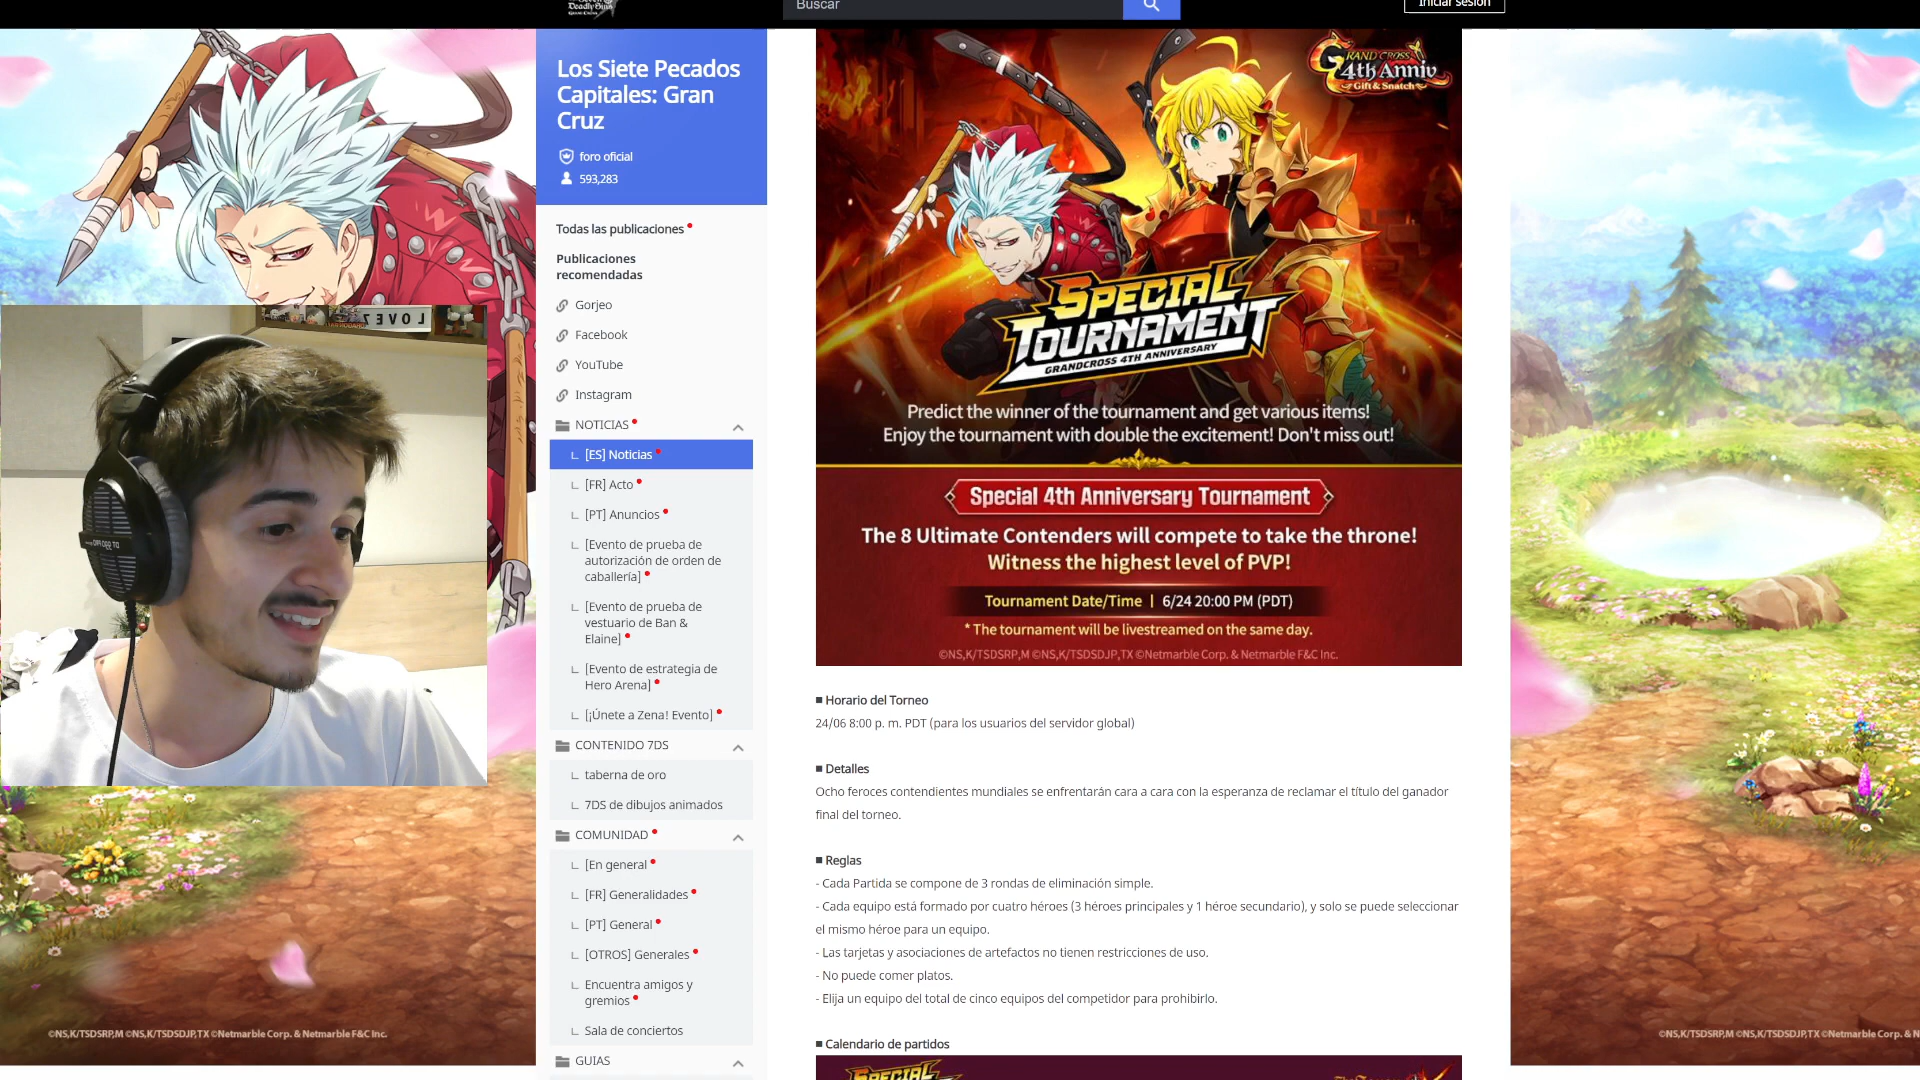 Deadly Sins
Buscar
Iniciar sesión
Los Siete Pecados
Capitales: Gran
Cruz
foro oficial
593,283
Todas las publicaciones
Publicaciones
recomendadas
Gorjeo
Facebook
YouTube
Instagram
NOTICIAS
[ES] Noticias
[FR] Acto
[PT] Anuncios
[Evento de prueba de
autorización de orden de
caballería]
[Evento de prueba de
vestuario de Ban &
Elaine]
[Evento de estrategia de
Hero Arena]
[¡Únete a Zena! Evento]
CONTENIDO 7DS
taberna de oro
7DS de dibujos animados
COMUNIDAD
[En general
[FR] Generalidades
[PT] General
[OTROS] Generales
Encuentra amigos y
gremios
Sala de conciertos
GUIAS
GRAND CROSS
4th Anniv
Gift & Snatch
SPECIAL
TOURNAMENT
GRANDCROSS 4TH ANNIVERSARY
Predict the winner of the tournament and get various items!
Enjoy the tournament with double the excitement! Don't miss out!
Special 4th Anniversary Tournament
The 8 Ultimate Contenders will compete to take the throne!
Witness the highest level of PVP!
Tournament Date/Time | 6/24 20:00 PM (PDT)
* The tournament will be livestreamed on the same day.
©NS,K/TSDSRP,M ©NS,K/TSDSDJP,TX ©Netmarble Corp. & Netmarble F&C Inc.
■ Horario del Torneo
24/06 8:00 p. m. PDT (para los usuarios del servidor global)
■ Detalles
Ocho feroces contendientes mundiales se enfrentarán cara a cara con la esperanza de reclamar el título del ganador
final del torneo.
■ Reglas
- Cada Partida se compone de 3 rondas de eliminación simple.
- Cada equipo está formado por cuatro héroes (3 héroes principales y 1 héroe secundario), y solo se puede seleccionar
el mismo héroe para un equipo.
- Las tarjetas y asociaciones de artefactos no tienen restricciones de uso.
- No puede comer platos.
- Elija un equipo del total de cinco equipos del competidor para prohibirlo.
■ Calendario de partidos
SPECIAL
LOVE7
©NS,K/TSDSRP,M ©NS,K/TSDSDJP,TX ©Netmarble Corp. & Netmarble F&C Inc.
©NS,K/TSDSRP,M ©NS,K/TSDSDJP,TX ©Netmarble Corp. & N